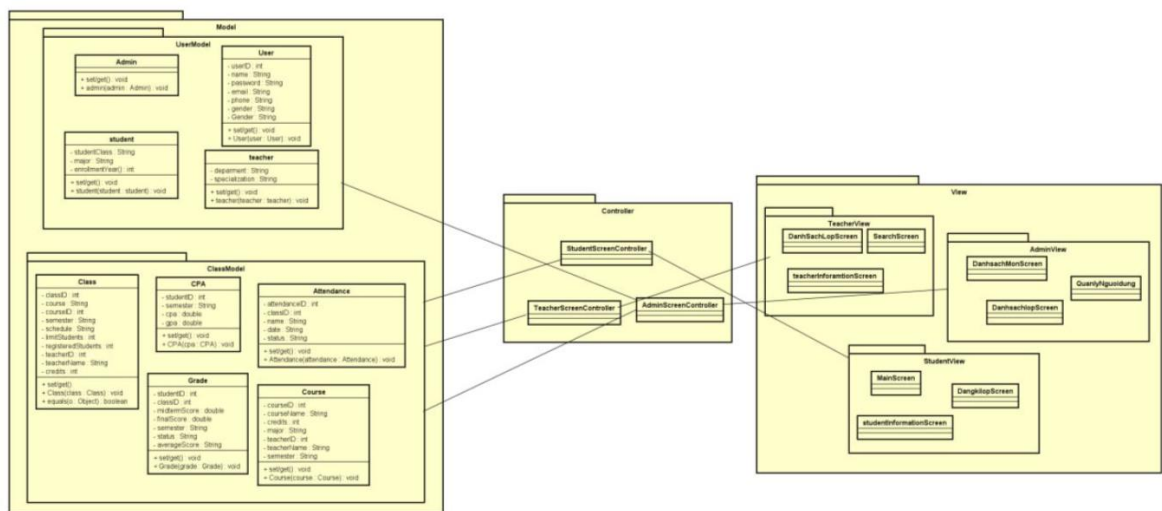 Model
UserModel
Admin
+ set/get() : void
+ admin(admin : Admin) : void
User
- userID : int
- name : String
- password : String
- email : String
- phone : String
- gender : String
- Gender : String
+ set/get() : void
+ User(user : User) : void
student
- studentClass : String
- major : String
- enrollmentYear() : int
+ set/get() : void
+ student(student : student) : void
teacher
- deparment : String
- specialization : String
+ set/get() : void
+ teacher(teacher : teacher) : void
ClassModel
Class
- classID : int
- course : String
- courseID : int
- semester : String
- schedule : String
- limitStudents : int
- registeredStudents : int
- teacherID : int
- teacherName : String
- credits : int
+ set/get()
+ Class(class : Class) : void
+ equals(o : Object) : boolean
CPA
- studentID : int
- semester : String
- cpa : double
- gpa : double
+ set/get() : void
+ CPA(cpa : CPA) : void
Attendance
- attendanceID : int
- classID : int
- name : String
- date : String
- status : String
+ set/get() : void
+ Attendance(attendance : Attendance) : void
Grade
- studentID : int
- classID : int
- midtermScore : double
- finalScore : double
- semester : String
- status : String
- averageScore : String
+ set/get() : void
+ Grade(grade : Grade) : void
Course
- courseID : int
- courseName : String
- credits : int
- major : String
- teacherID : int
- teacherName : String
- semester : String
+ set/get() : void
+ Course(course : Course) : void
Controller
StudentScreenController
TeacherScreenController
AdminScreenController
View
TeacherView
DanhSachLopScreen
SearchScreen
teacherInforamtionScreen
AdminView
DanhsachMonScreen
QuanlyNguoidung
DanhsachlopScreen
StudentView
MainScreen
DangkilopScreen
studentInformationScreen